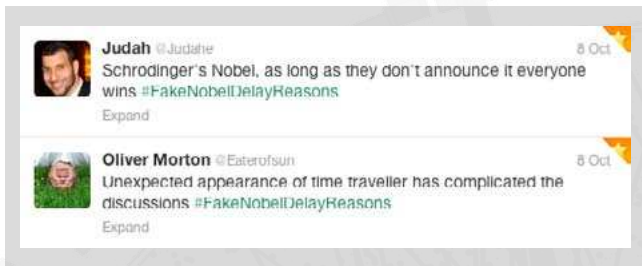 Judah @Judahe 8 Oct
Schrodinger's Nobel, as long as they don't announce it everyone
wins #FakeNobelDelayReasons
Expand
Oliver Morton @Eaterofsun 8 Oct
Unexpected appearance of time traveller has complicated the
discussions #FakeNobelDelayReasons
Expand